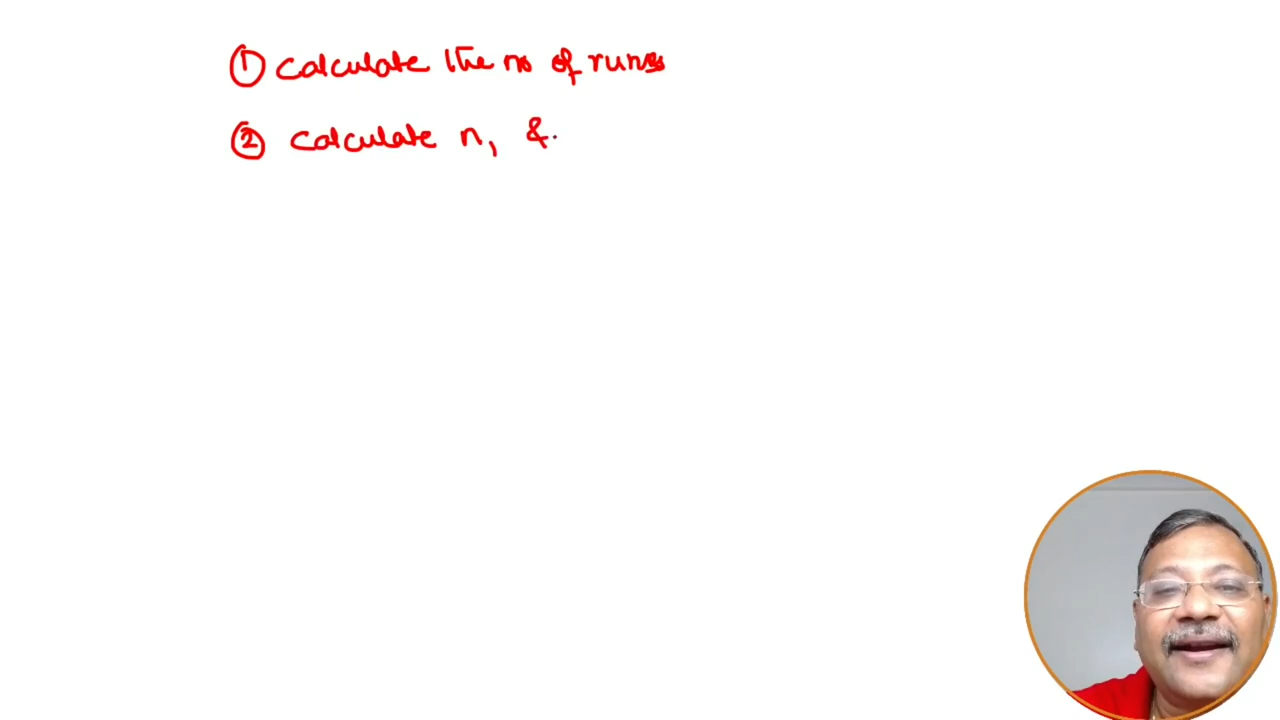 ① Calculate the no of runs
② Calculate n, &